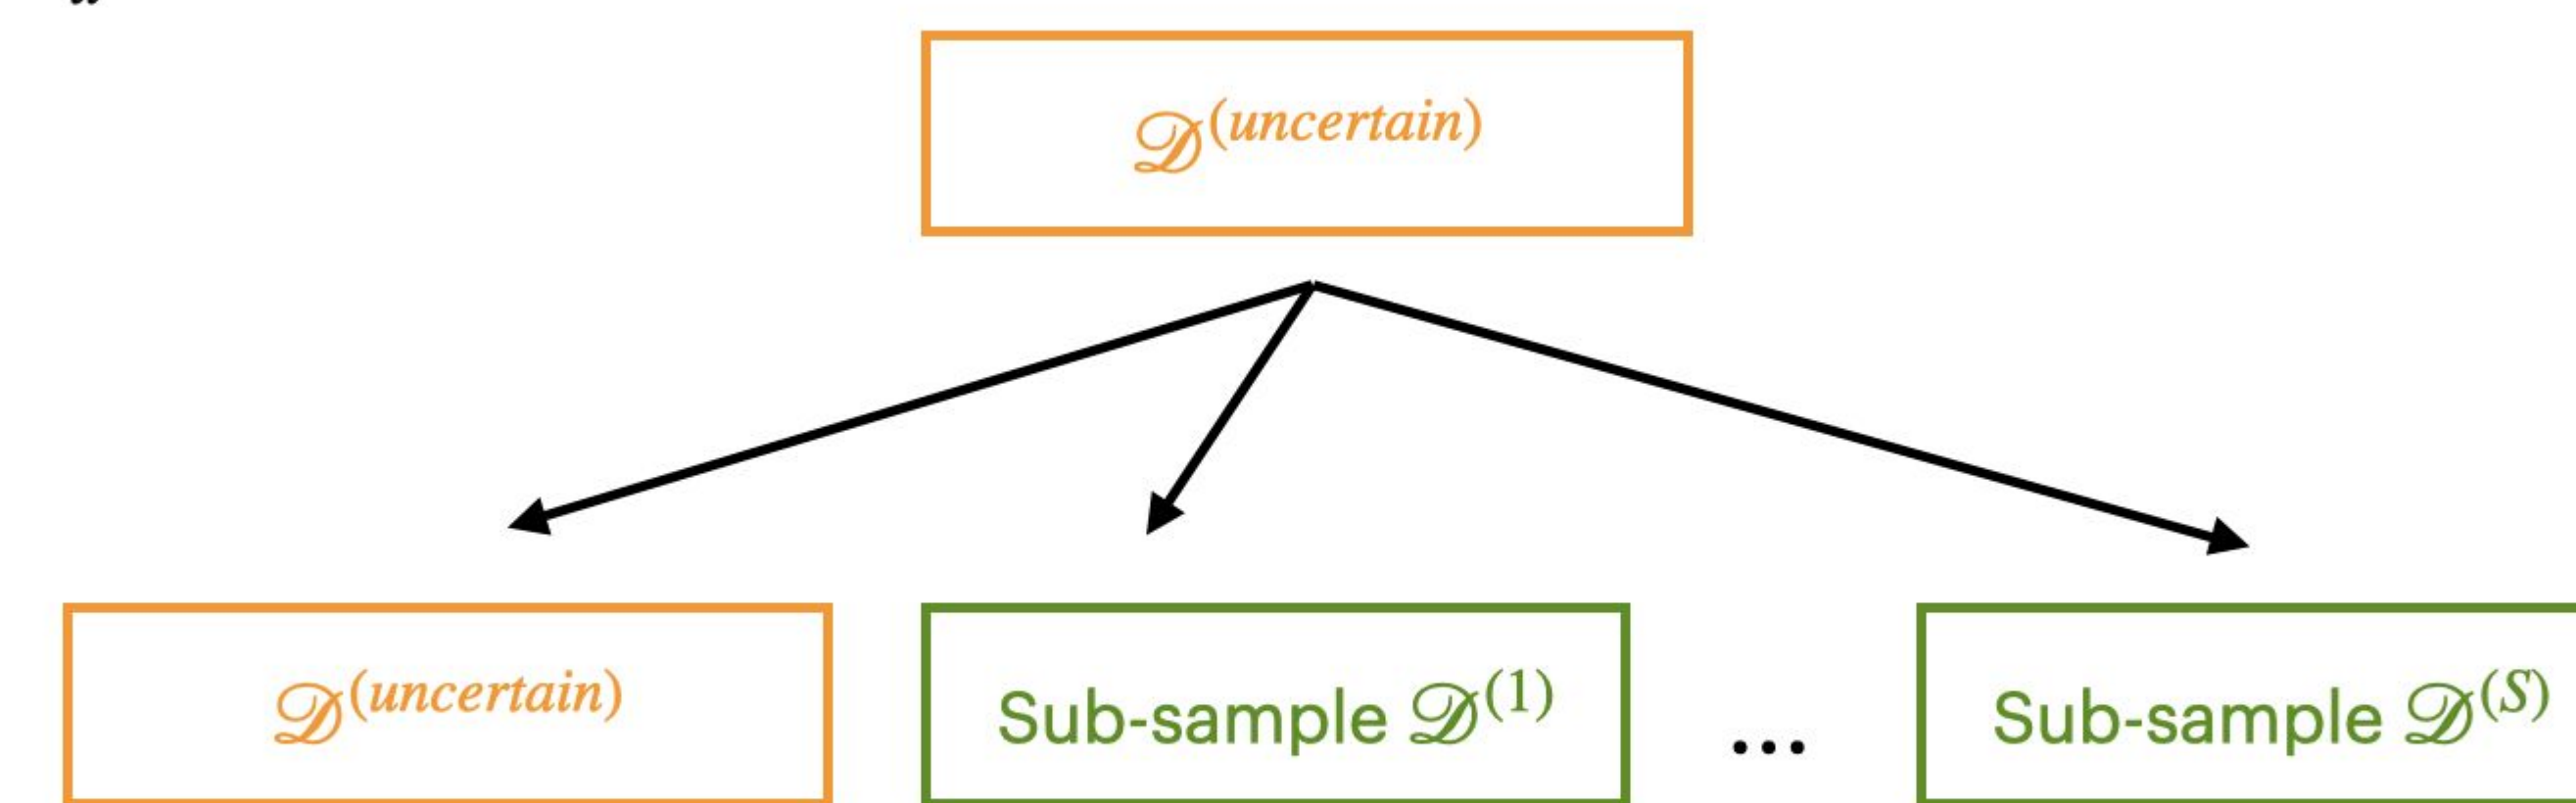 𝒟^(uncertain)
𝒟^(uncertain)
Sub-sample 𝒟^(1)
...
Sub-sample 𝒟^(S)